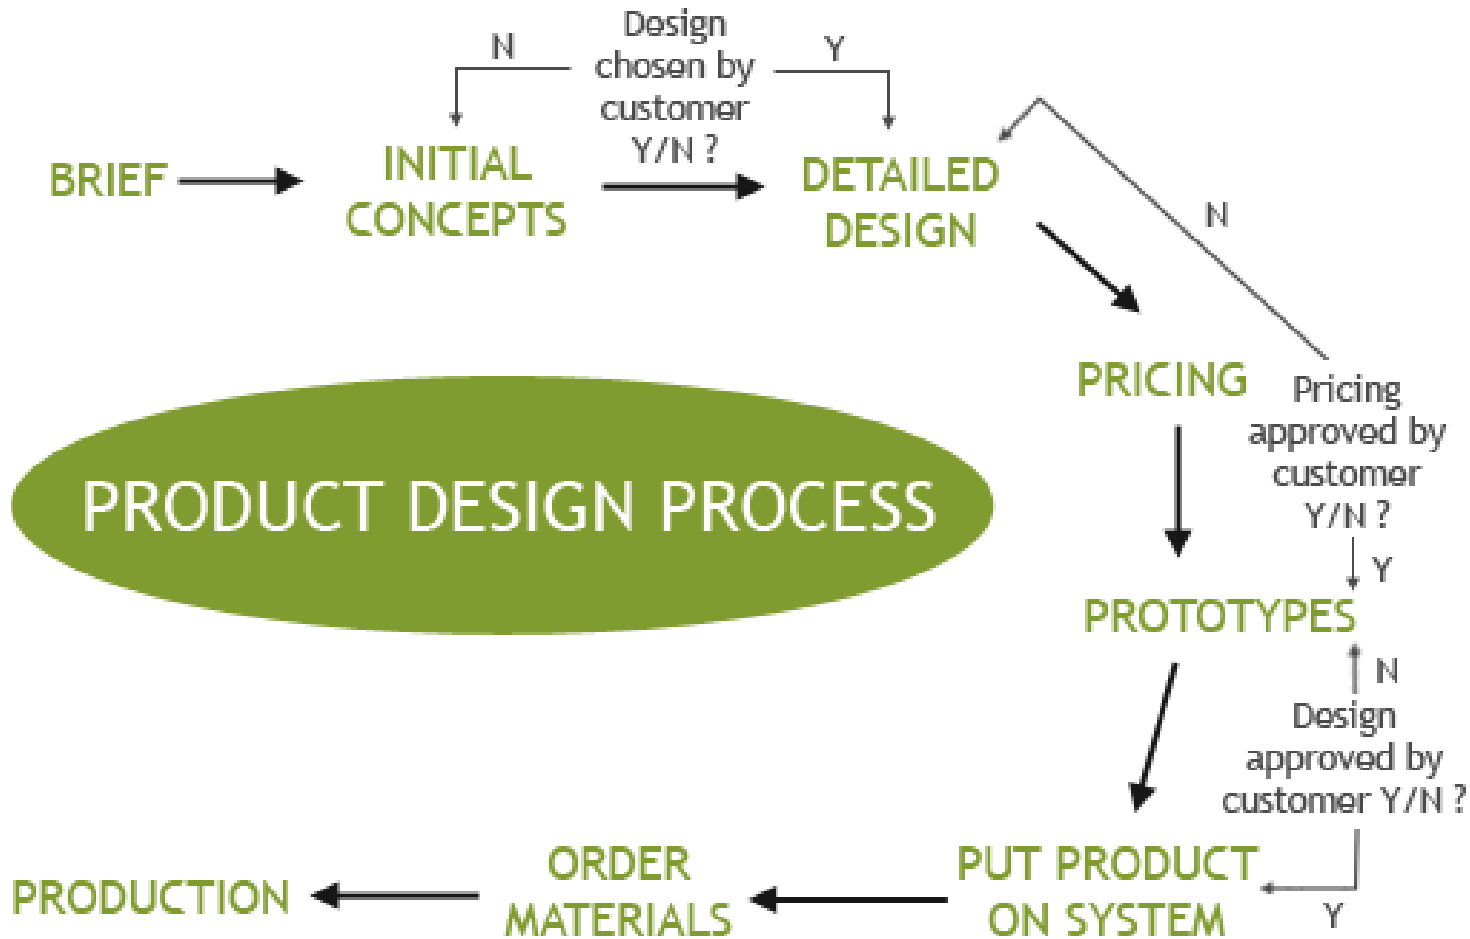 N
Design
chosen by
customer
Y/N ?
Y
BRIEF
INITIAL
CONCEPTS
DETAILED
DESIGN
N
PRICING
Pricing
approved by
customer
Y/N ?
Y
PRODUCT DESIGN PROCESS
PROTOTYPES
N
Design
approved by
customer Y/N ?
Y
PUT PRODUCT
ON SYSTEM
ORDER
MATERIALS
PRODUCTION